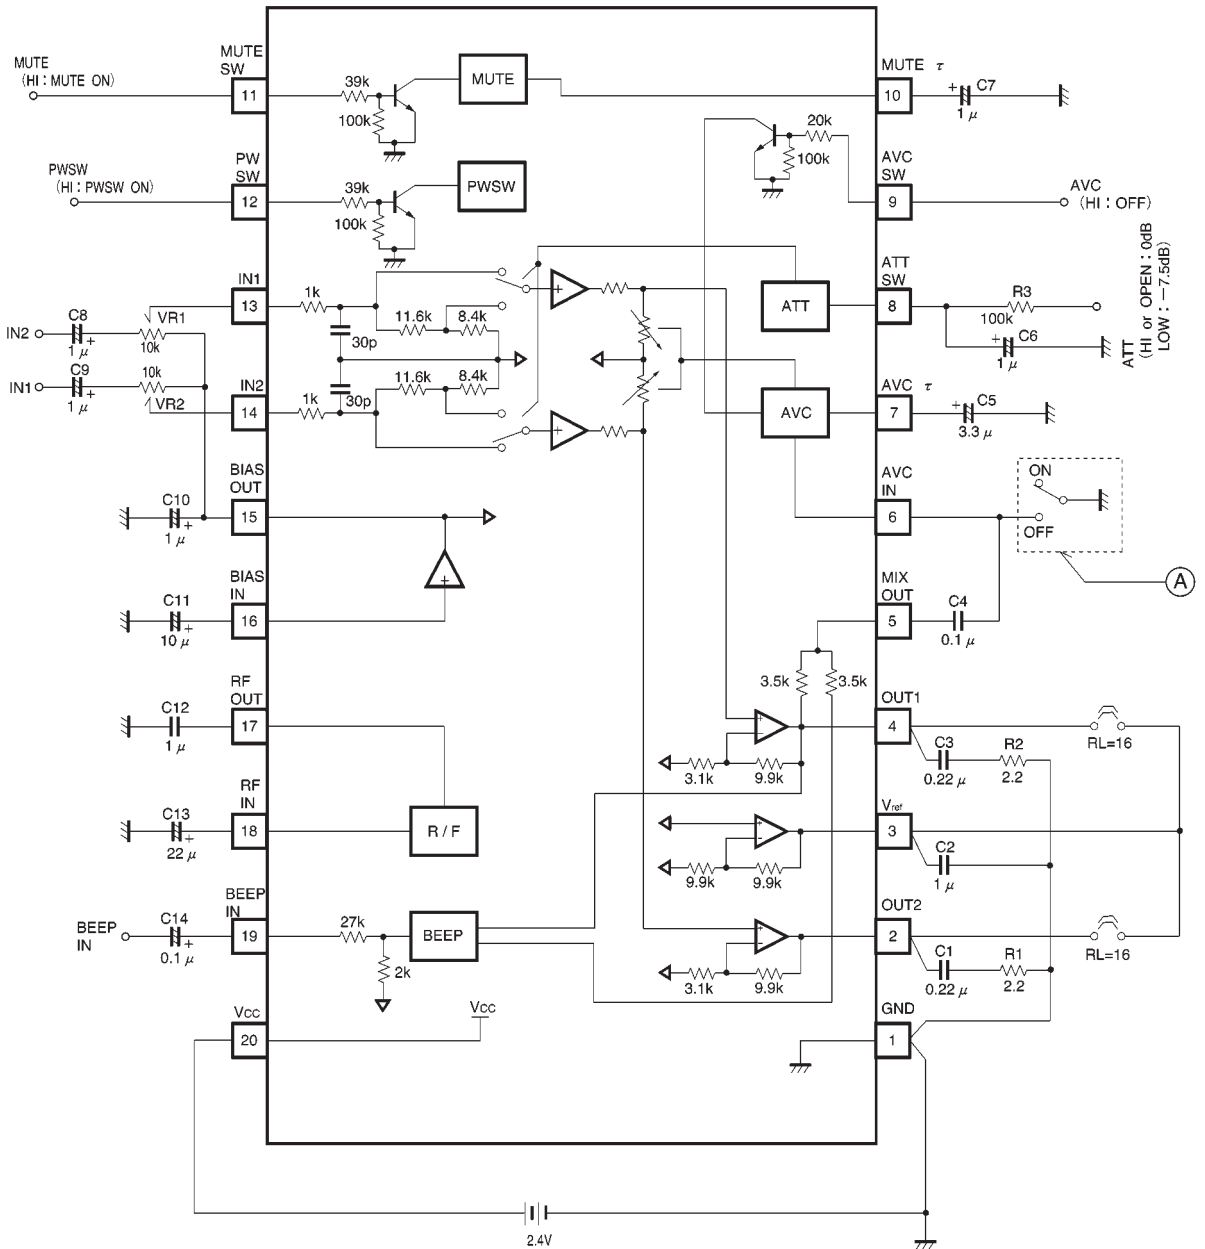 MUTE
(HI : MUTE ON)
MUTE
SW
11
39k
100k
MUTE
MUTE τ
10
+
C7
1 μ
20k
100k
PWSW
(HI : PWSW ON)
PW
SW
12
39k
100k
PWSW
AVC
SW
9
AVC
(HI : OFF)
IN1
13
1k
11.6k
8.4k
30p
+
ATT
ATT
SW
8
R3
100k
+
C6
1 μ
ATT
(HI or OPEN : 0dB
LOW : −7.5dB)
IN2
C8
+
1 μ
VR1
10k
IN1
C9
+
1 μ
10k
VR2
IN2
14
1k
30p
11.6k
8.4k
+
AVC
AVC τ
7
+
C5
3.3 μ
BIAS
OUT
15
C10
+
1 μ
AVC
IN
6
ON
OFF
A
BIAS
IN
16
C11
+
10 μ
+
MIX
OUT
5
C4
0.1 μ
3.5k
3.5k
RF
OUT
17
C12
1 μ
+
−
3.1k
9.9k
OUT1
4
C3
0.22 μ
R2
2.2
RL=16
RF
IN
18
C13
+
22 μ
R / F
+
−
9.9k
9.9k
Vref
3
C2
1 μ
BEEP
IN
C14
+
0.1 μ
BEEP
IN
19
27k
2k
BEEP
+
−
3.1k
9.9k
OUT2
2
C1
0.22 μ
R1
2.2
RL=16
VCC
20
VCC
GND
1
2.4V